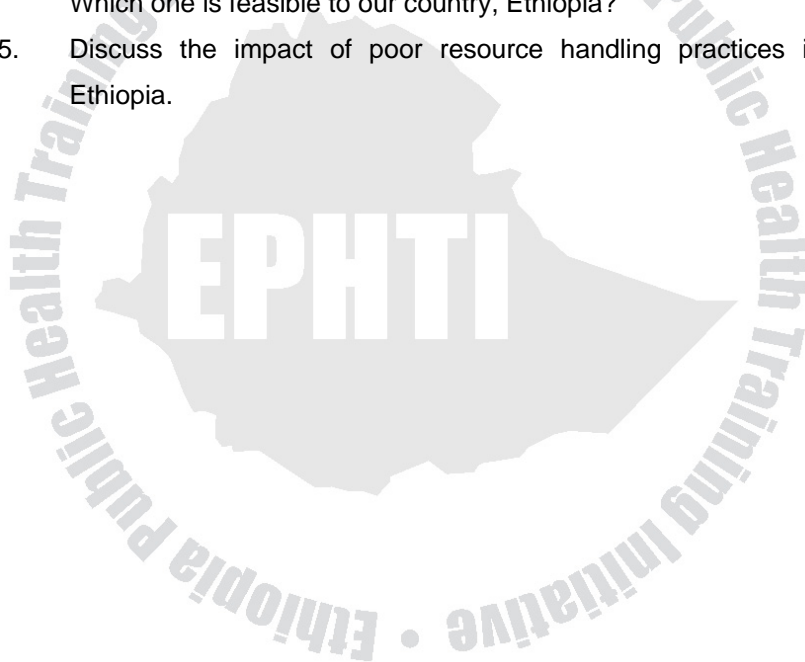 Which one is feasible to our country, Ethiopia?
5. Discuss the impact of poor resource handling practices i
Ethiopia.
EPHTI
Ethiopia Public Health Training Initiative •